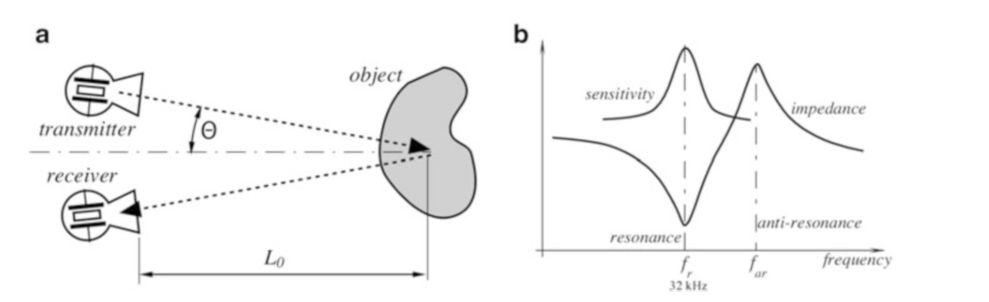 a
object
transmitter
Θ
receiver
L0
b
sensitivity
impedance
anti-resonance
resonance
fr
far
frequency
32 kHz